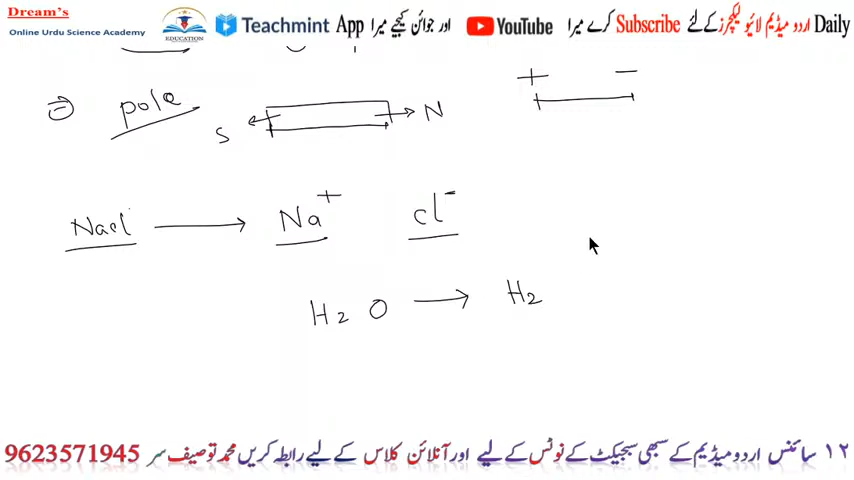 Dream's
Online Urdu Science Academy
EDUCATION
Teachmint App اور جوائن کیجیے میرا YouTube اردو میڈیم لائیو لیکچرز کے لئے Subscribe کرے میرا Daily
⇒ pole S N + −
Nacl → Na⁺ cl⁻
H₂O → H₂
۱۲ سائنس اردو میڈیم کے سبھی سبجیکٹ کے نوٹس کے لیے اور آنلائن کلاس کے لیے رابطہ کریں محمد توصیف سر 9623571945